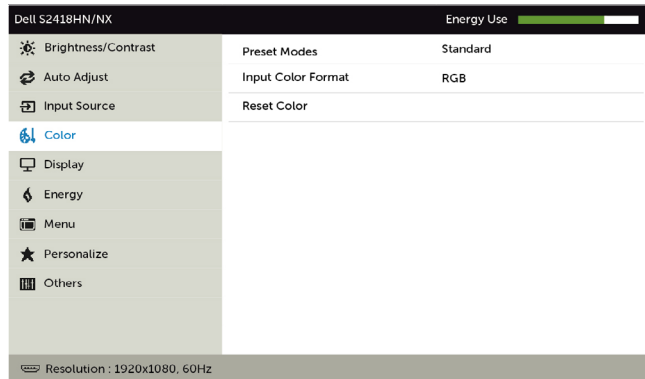 Dell S2418HN/NX
Energy Use
Brightness/Contrast
Auto Adjust
Input Source
Color
Display
Energy
Menu
Personalize
Others
Preset Modes Standard
Input Color Format RGB
Reset Color
Resolution : 1920x1080, 60Hz